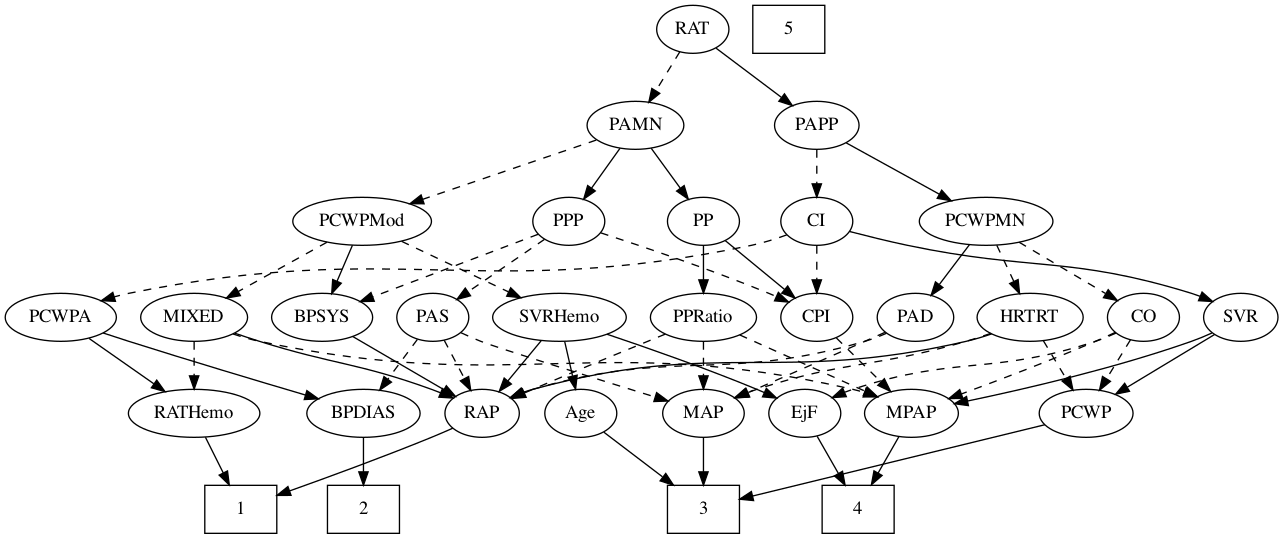 RAT
5
PAMN
PAPP
PCWPMod
PPP
PP
CI
PCWPMN
PCWPA
MIXED
BPSYS
PAS
SVRHemo
PPRatio
CPI
PAD
HRTRT
CO
SVR
RATHemo
BPDIAS
RAP
Age
MAP
EjF
MPAP
PCWP
1
2
3
4